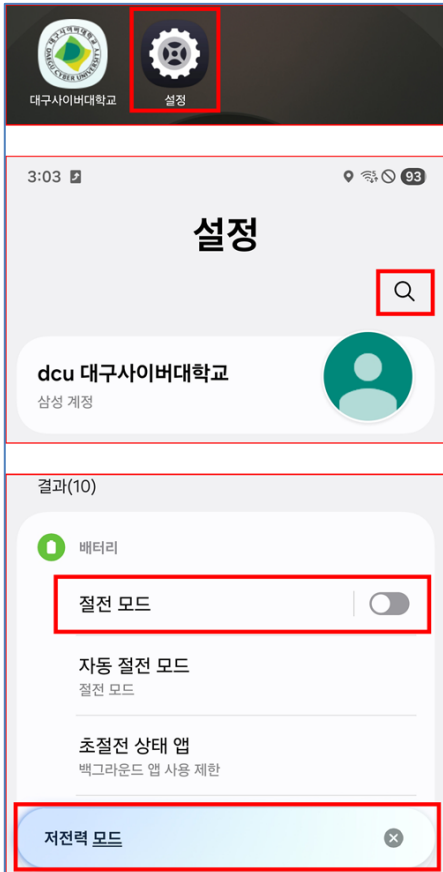 DAEGU CYBER UNIVERSITY
대구사이버대학교
설정
3:03
93
설정
dcu 대구사이버대학교
삼성 계정
결과(10)
배터리
절전 모드
자동 절전 모드
절전 모드
초절전 상태 앱
백그라운드 앱 사용 제한
저전력 모드